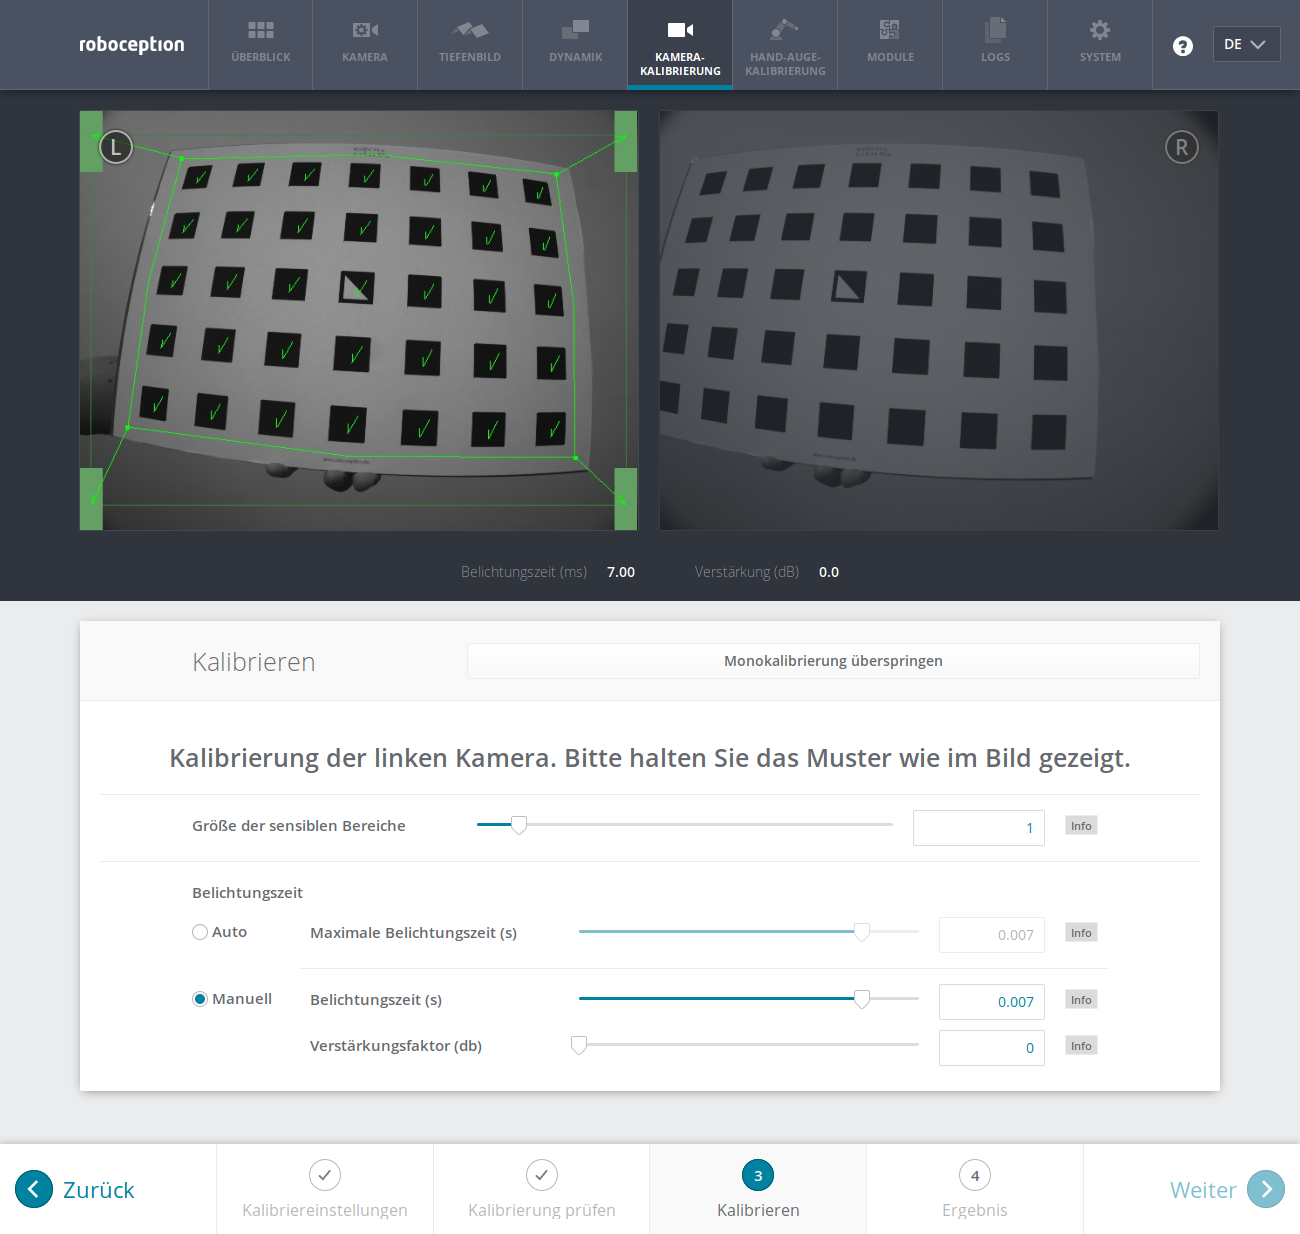 roboception
ÜBERBLICK
KAMERA
TIEFENBILD
DYNAMIK
KAMERA-
KALIBRIERUNG
HAND-AUGE-
KALIBRIERUNG
MODULE
LOGS
SYSTEM
?
DE
L
R
Belichtungszeit (ms) 7.00 Verstärkung (dB) 0.0
Kalibrieren
Monokalibrierung überspringen
Kalibrierung der linken Kamera. Bitte halten Sie das Muster wie im Bild gezeigt.
Größe der sensiblen Bereiche 1 Info
Belichtungszeit
Auto Maximale Belichtungszeit (s) 0.007 Info
Manuell Belichtungszeit (s) 0.007 Info
Verstärkungsfaktor (db) 0 Info
Zurück
Kalibriereinstellungen
Kalibrierung prüfen
3
Kalibrieren
4
Ergebnis
Weiter